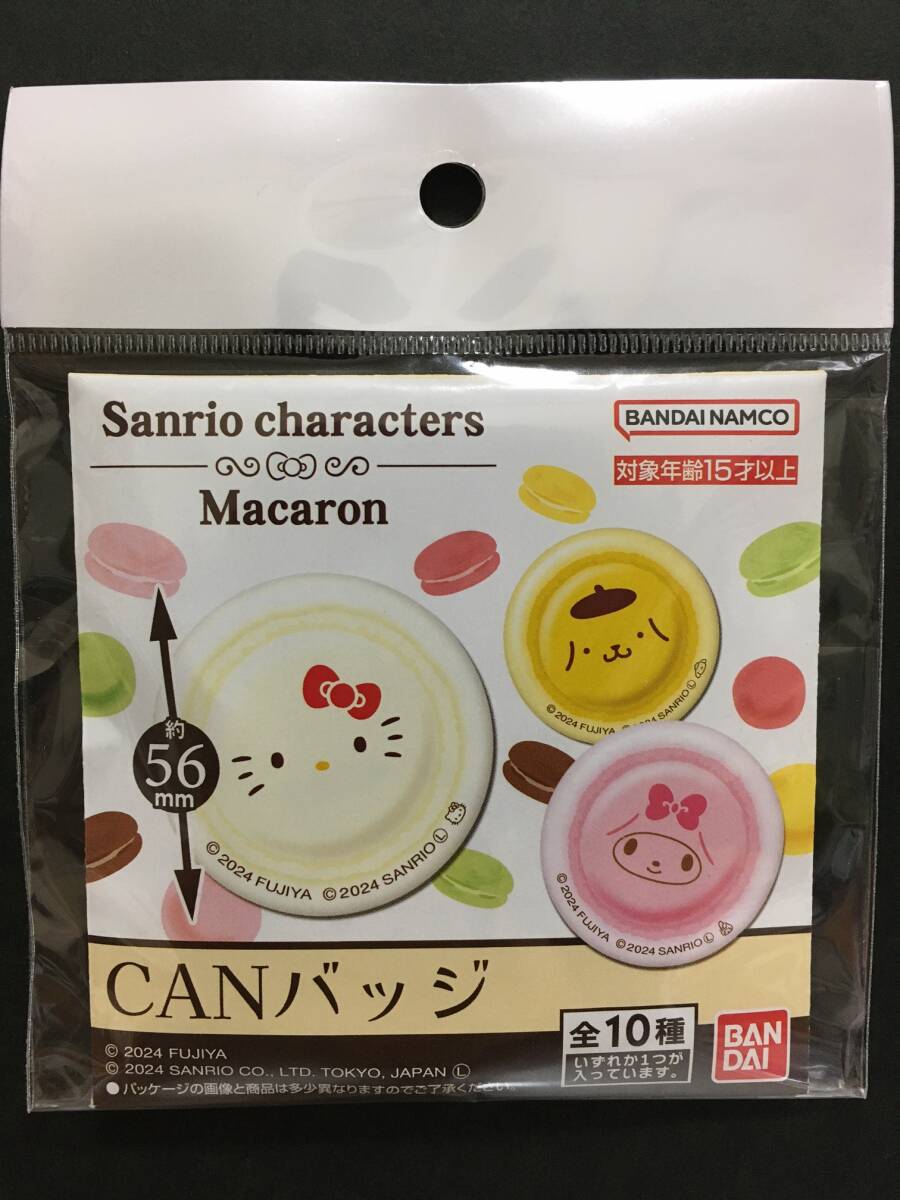 Sanrio characters
Macaron
BANDAI NAMCO
対象年齢15才以上
約
56
mm
©2024 FUJIYA ©2024 SANRIO Ⓛ
©2024 FUJIYA ©2024 SANRIO Ⓛ
©2024 FUJIYA ©2024 SANRIO Ⓛ
CANバッジ
全10種
いずれか1つが
入っています。
BAN
DAI
© 2024 FUJIYA
© 2024 SANRIO CO., LTD. TOKYO, JAPAN Ⓛ
●パッケージの画像と商品は多少異なりますのでご了承ください。